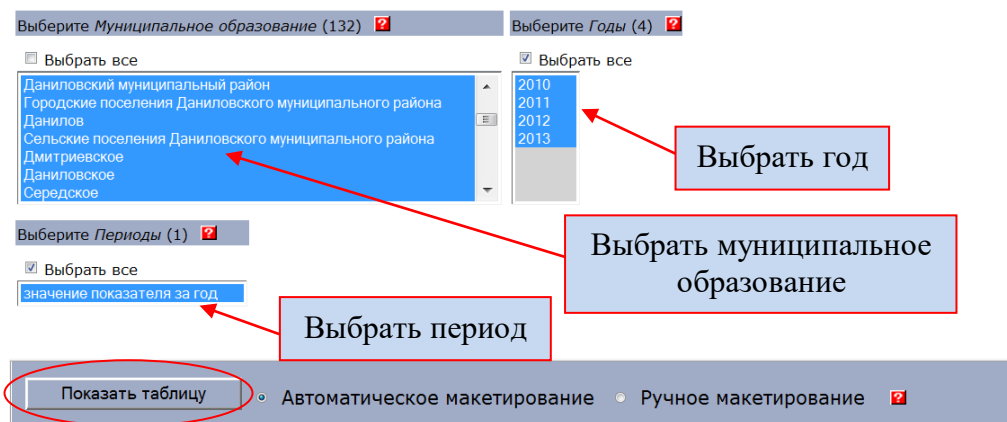 Выберите Муниципальное образование (132) ?
Выберите Годы (4) ?
Выбрать все
Выбрать все
Даниловский муниципальный район
Городские поселения Даниловского муниципального района
Данилов
Сельские поселения Даниловского муниципального района
Дмитриевское
Даниловское
Середское
2010
2011
2012
2013
Выбрать год
Выбрать муниципальное
образование
Выберите Периоды (1) ?
Выбрать все
значение показателя за год
Выбрать период
Показать таблицу
Автоматическое макетирование
Ручное макетирование ?